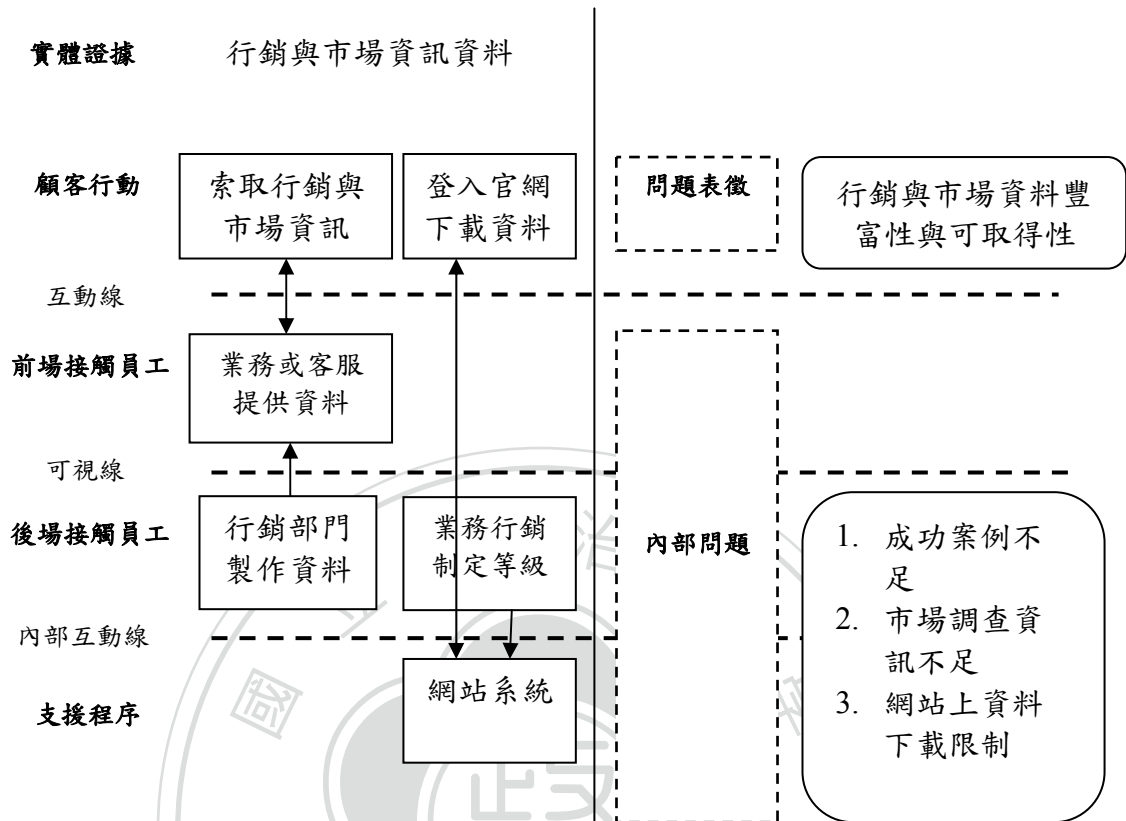 實體證據
行銷與市場資訊資料
顧客行動
索取行銷與
市場資訊
登入官網
下載資料
問題表徵
行銷與市場資料豐
富性與可取得性
互動線
前場接觸員工
業務或客服
提供資料
可視線
後場接觸員工
行銷部門
製作資料
業務行銷
制定等級
內部問題
1. 成功案例不
足
2. 市場調查資
訊不足
3. 網站上資料
下載限制
內部互動線
支援程序
網站系統
國
立
政
治